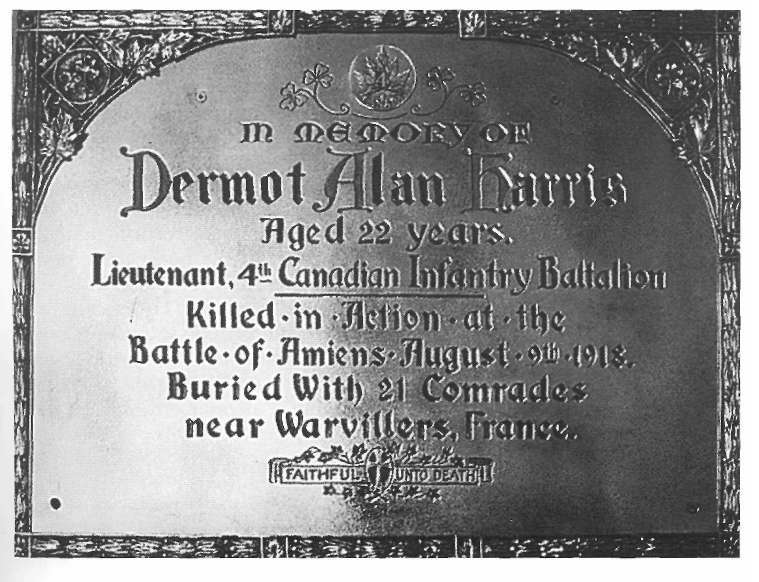 IN MEMORY OF
Dermot Alan Harris
Aged 22 years.
Lieutenant, 4th Canadian Infantry Battalion
Killed · in · Action · at · the
Battle · of · Amiens · August · 9th · 1918.
Buried With 21 Comrades
near Warvillers, France.
FAITHFUL UNTO DEATH